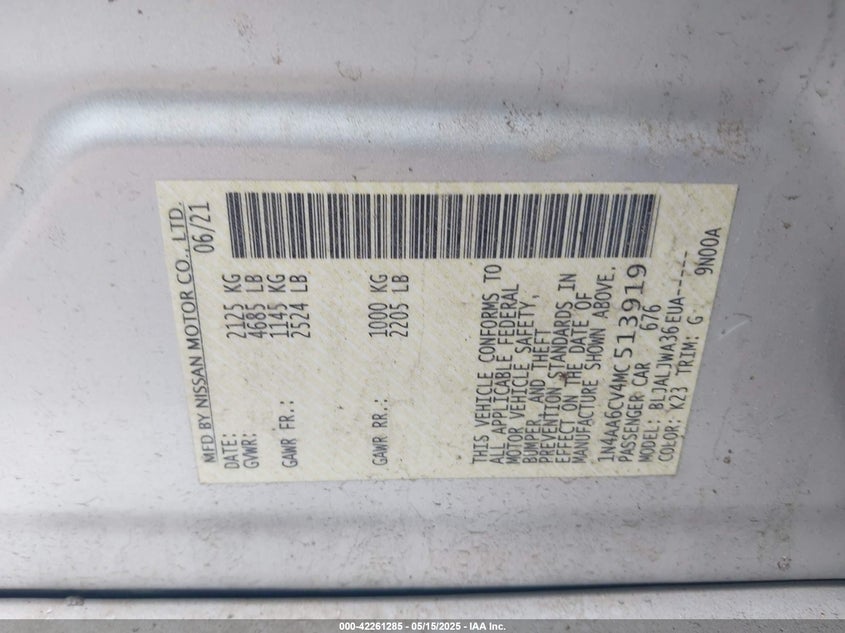 MFD BY NISSAN MOTOR CO., LTD.
DATE: 06/21
GVWR: 2125 KG
4685 LB
GAWR FR.: 1145 KG
2524 LB
GAWR RR.: 1000 KG
2205 LB
THIS VEHICLE CONFORMS TO
ALL APPLICABLE FEDERAL
MOTOR VEHICLE SAFETY,
BUMPER, AND THEFT
PREVENTION STANDARDS IN
EFFECT ON THE DATE OF
MANUFACTURE SHOWN ABOVE.
1N4AA6CV4MC513919
PASSENGER CAR 676
MODEL: BLJALJWA36EUA-----
COLOR: K23 TRIM: G 9N00A
000-42261285 - 05/15/2025 - IAA Inc.